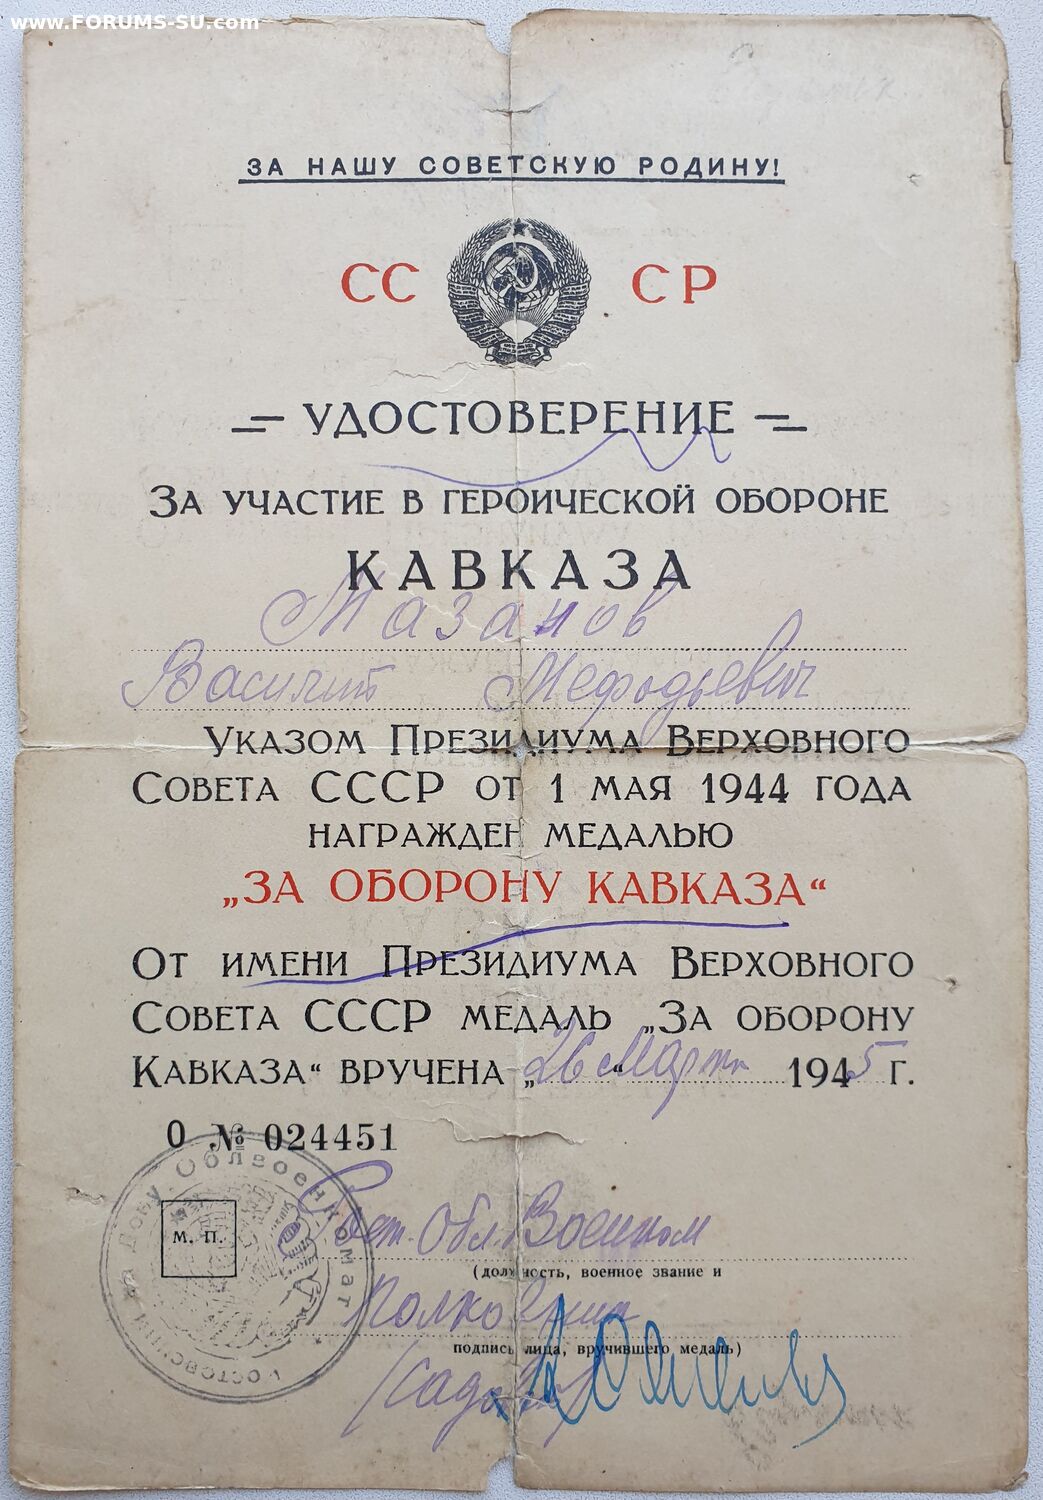 www.FORUMS-SU.com
ЗА НАШУ СОВЕТСКУЮ РОДИНУ!
СС СР
УДОСТОВЕРЕНИЕ
ЗА УЧАСТИЕ В ГЕРОИЧЕСКОЙ ОБОРОНЕ
КАВКАЗА
Мазанов
Василий Мефодьевич
УКАЗОМ ПРЕЗИДИУМА ВЕРХОВНОГО
СОВЕТА СССР ОТ 1 МАЯ 1944 ГОДА
НАГРАЖДЕН МЕДАЛЬЮ
„ЗА ОБОРОНУ КАВКАЗА“
ОТ ИМЕНИ ПРЕЗИДИУМА ВЕРХОВНОГО
СОВЕТА СССР МЕДАЛЬ „ЗА ОБОРОНУ
КАВКАЗА“ ВРУЧЕНА „26“ Марта 1945 Г.
О № 024451
Облвоенкомат
М. П.
Рост. Обл. Военком
(должность, военное звание и
Полковник
подпись лица, вручившего медаль)